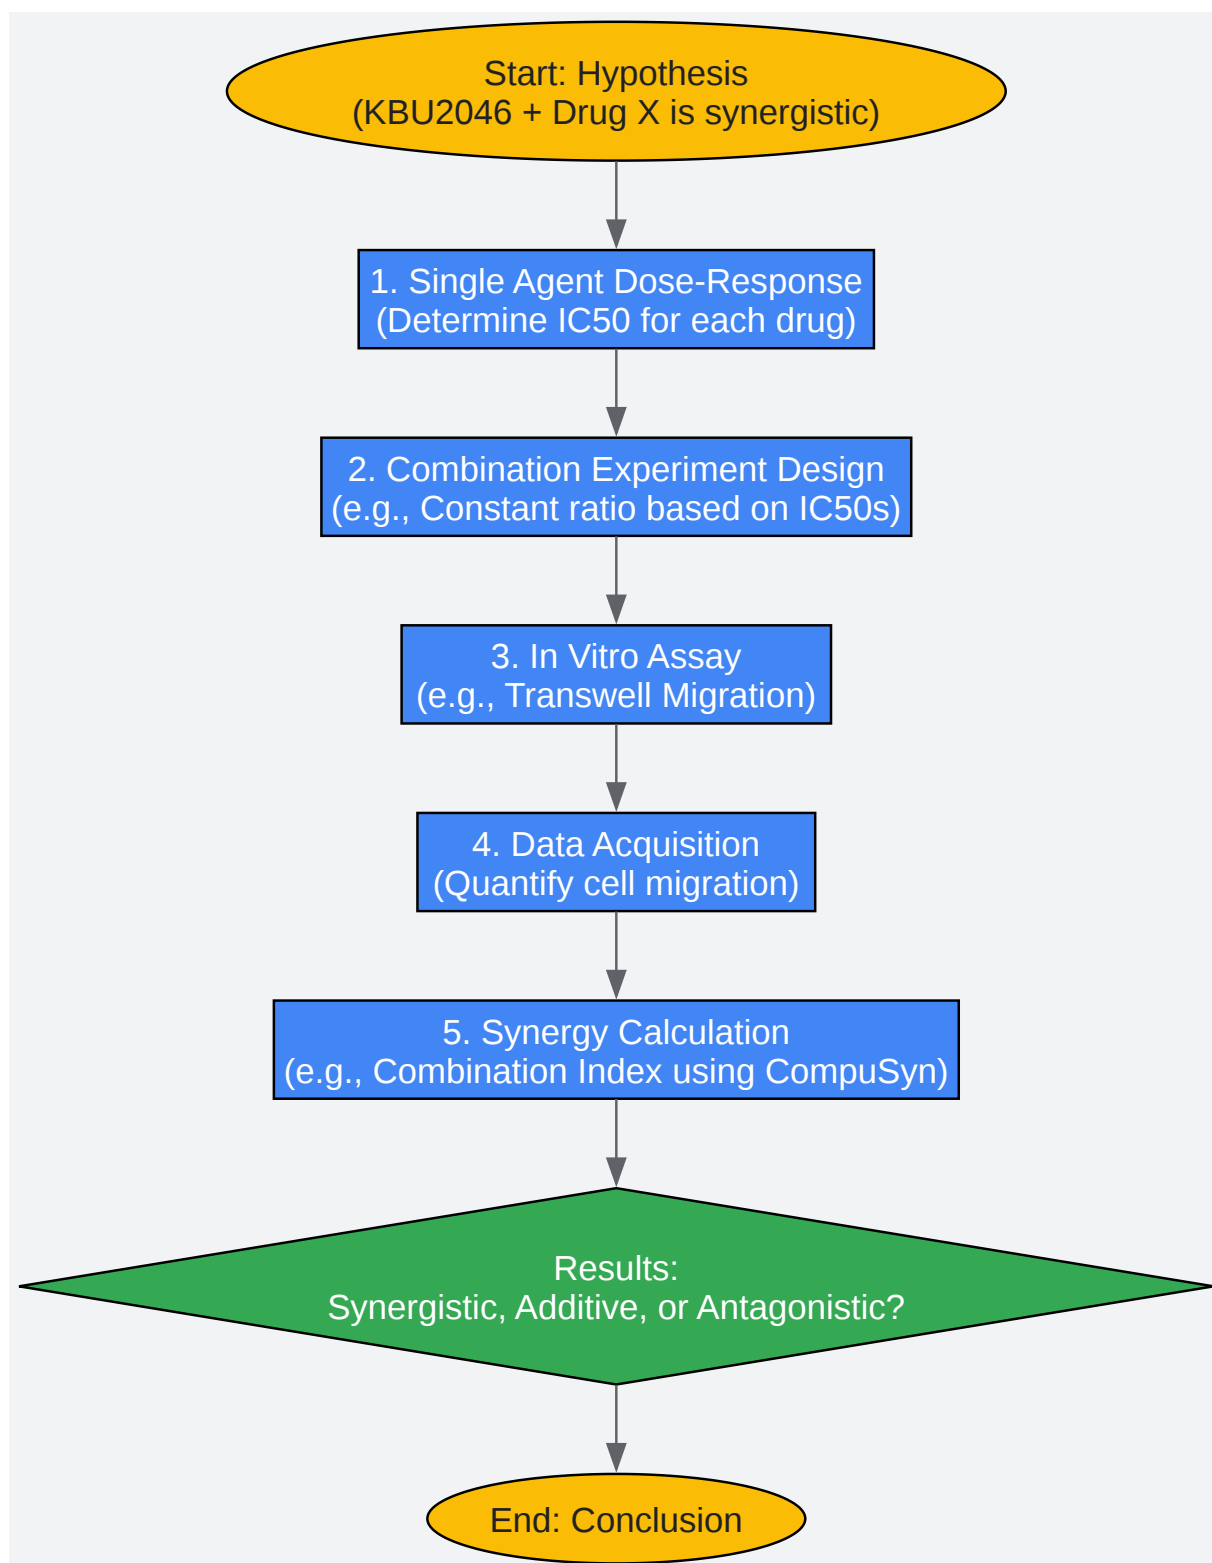 Start: Hypothesis
(KBU2046 + Drug X is synergistic)
1. Single Agent Dose-Response
(Determine IC50 for each drug)
2. Combination Experiment Design
(e.g., Constant ratio based on IC50s)
3. In Vitro Assay
(e.g., Transwell Migration)
4. Data Acquisition
(Quantify cell migration)
5. Synergy Calculation
(e.g., Combination Index using CompuSyn)
Results:
Synergistic, Additive, or Antagonistic?
End: Conclusion